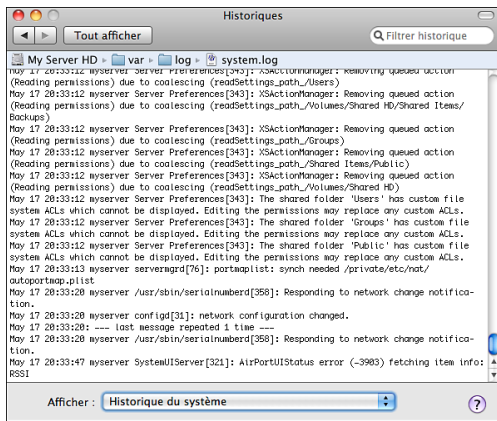 Historiques
Tout afficher
Filtrer historique
My Server HD ▸ var ▸ log ▸ system.log
May 17 20:33:12 myserver Server Preferences[343]: XSActionManager: Removing queued action
(Reading permissions) due to coalescing (readSettings_path_/Users)
May 17 20:33:12 myserver Server Preferences[343]: XSActionManager: Removing queued action
(Reading permissions) due to coalescing (readSettings_path_/Volumes/Shared HD/Shared Items/
Backups)
May 17 20:33:12 myserver Server Preferences[343]: XSActionManager: Removing queued action
(Reading permissions) due to coalescing (readSettings_path_/Groups)
May 17 20:33:12 myserver Server Preferences[343]: XSActionManager: Removing queued action
(Reading permissions) due to coalescing (readSettings_path_/Shared Items/Public)
May 17 20:33:12 myserver Server Preferences[343]: XSActionManager: Removing queued action
(Reading permissions) due to coalescing (readSettings_path_/Volumes/Shared HD)
May 17 20:33:12 myserver Server Preferences[343]: The shared folder 'Users' has custom file
system ACLs which cannot be displayed. Editing the permissions may replace any custom ACLs.
May 17 20:33:12 myserver Server Preferences[343]: The shared folder 'Groups' has custom file
system ACLs which cannot be displayed. Editing the permissions may replace any custom ACLs.
May 17 20:33:12 myserver Server Preferences[343]: The shared folder 'Public' has custom file
system ACLs which cannot be displayed. Editing the permissions may replace any custom ACLs.
May 17 20:33:13 myserver servermgrd[76]: portmaplist: synch needed /private/etc/nat/
autoportmap.plist
May 17 20:33:20 myserver /usr/sbin/serialnumberd[358]: Responding to network change notifica-
tion.
May 17 20:33:20 myserver configd[31]: network configuration changed.
May 17 20:33:20: --- last message repeated 1 time ---
May 17 20:33:20 myserver /usr/sbin/serialnumberd[358]: Responding to network change notifica-
tion.
May 17 20:33:47 myserver SystemUIServer[321]: AirPortUIStatus error (-3903) fetching item info:
RSSI
Afficher : Historique du système
?